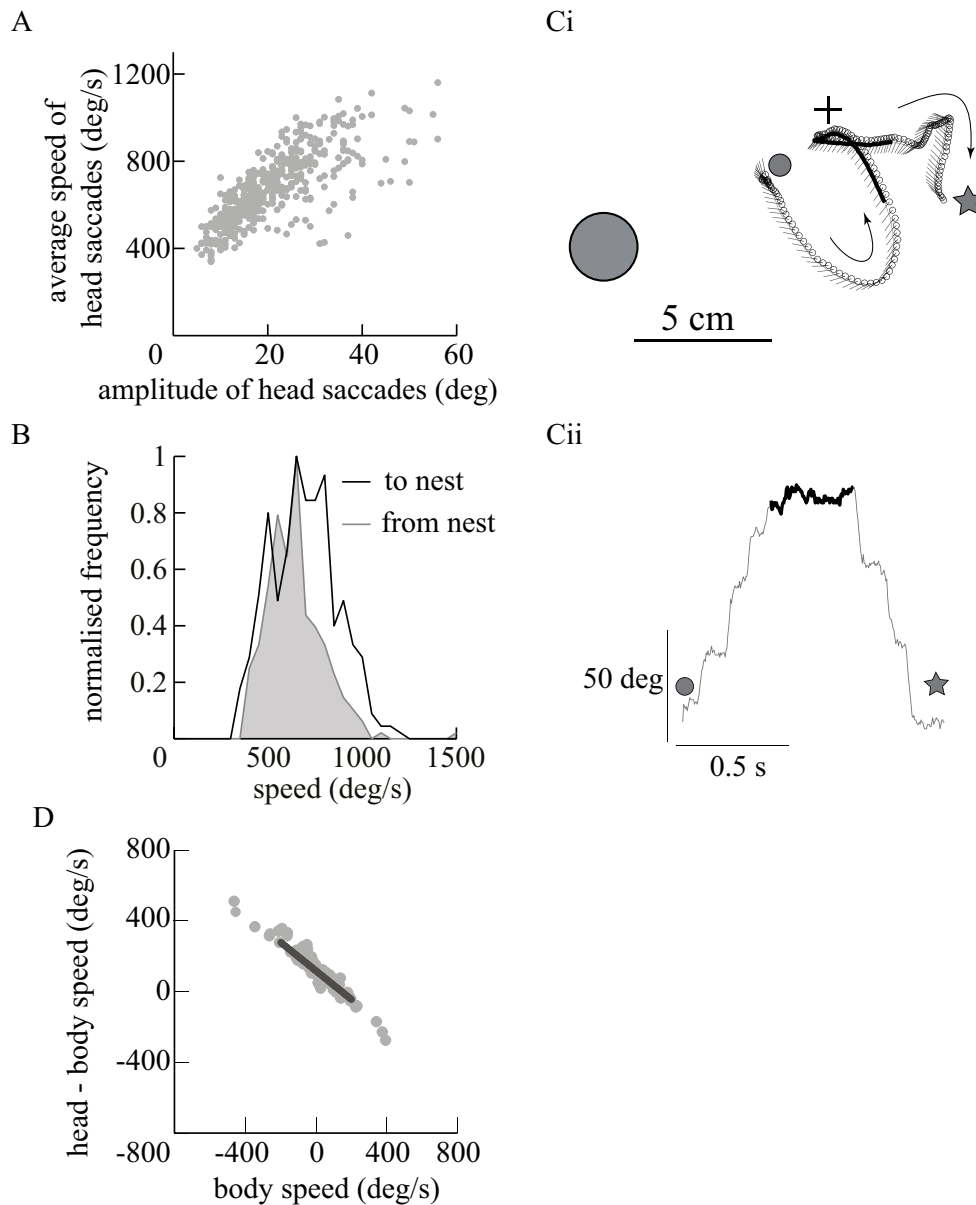 A
average speed of
head saccades (deg/s)
1200
800
400
0
20
40
60
amplitude of head saccades (deg)
Ci
5 cm
B
normalised frequency
1
0.8
0.6
0.4
0.2
to nest
from nest
0
500
1000
1500
speed (deg/s)
Cii
50 deg
0.5 s
D
head - body speed (deg/s)
800
400
0
-400
-800
-400
0
400
800
body speed (deg/s)